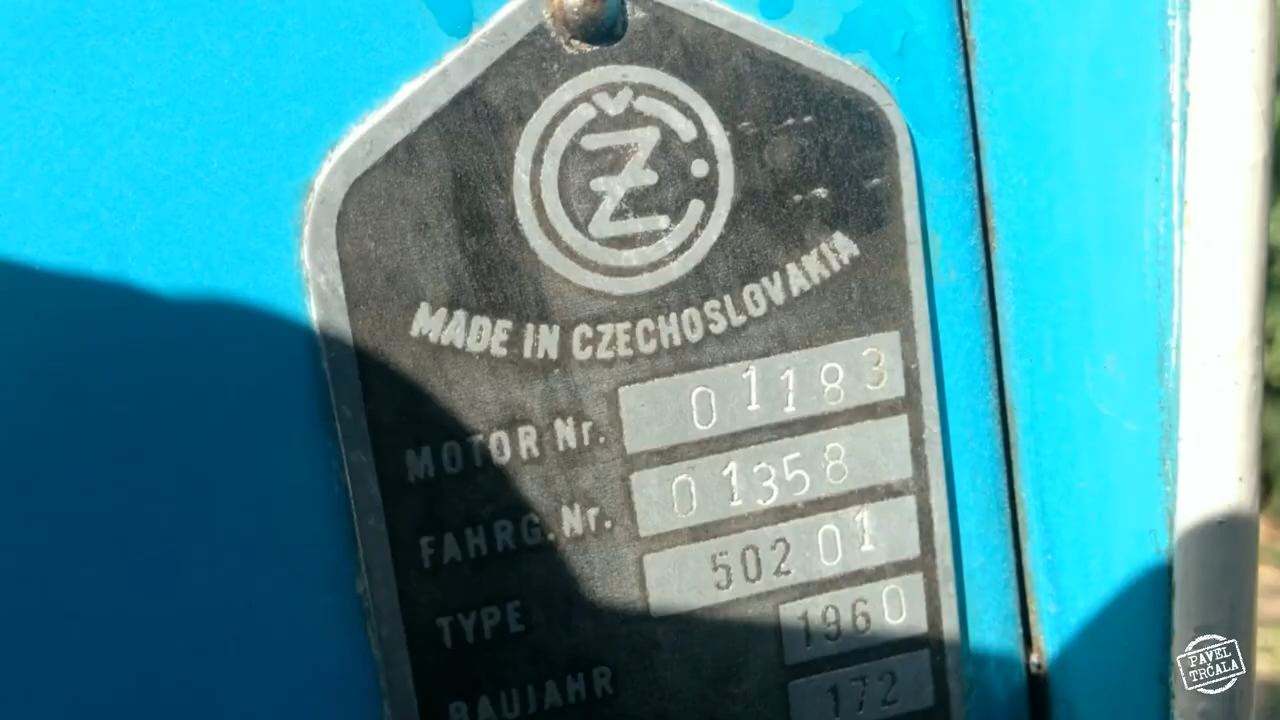 ČZ
MADE IN CZECHOSLOVAKIA
MOTOR Nr. 01183
FAHRG. Nr. 01358
TYPE 502 01
BAUJAHR 1960
172
PAVEL
TRČALA